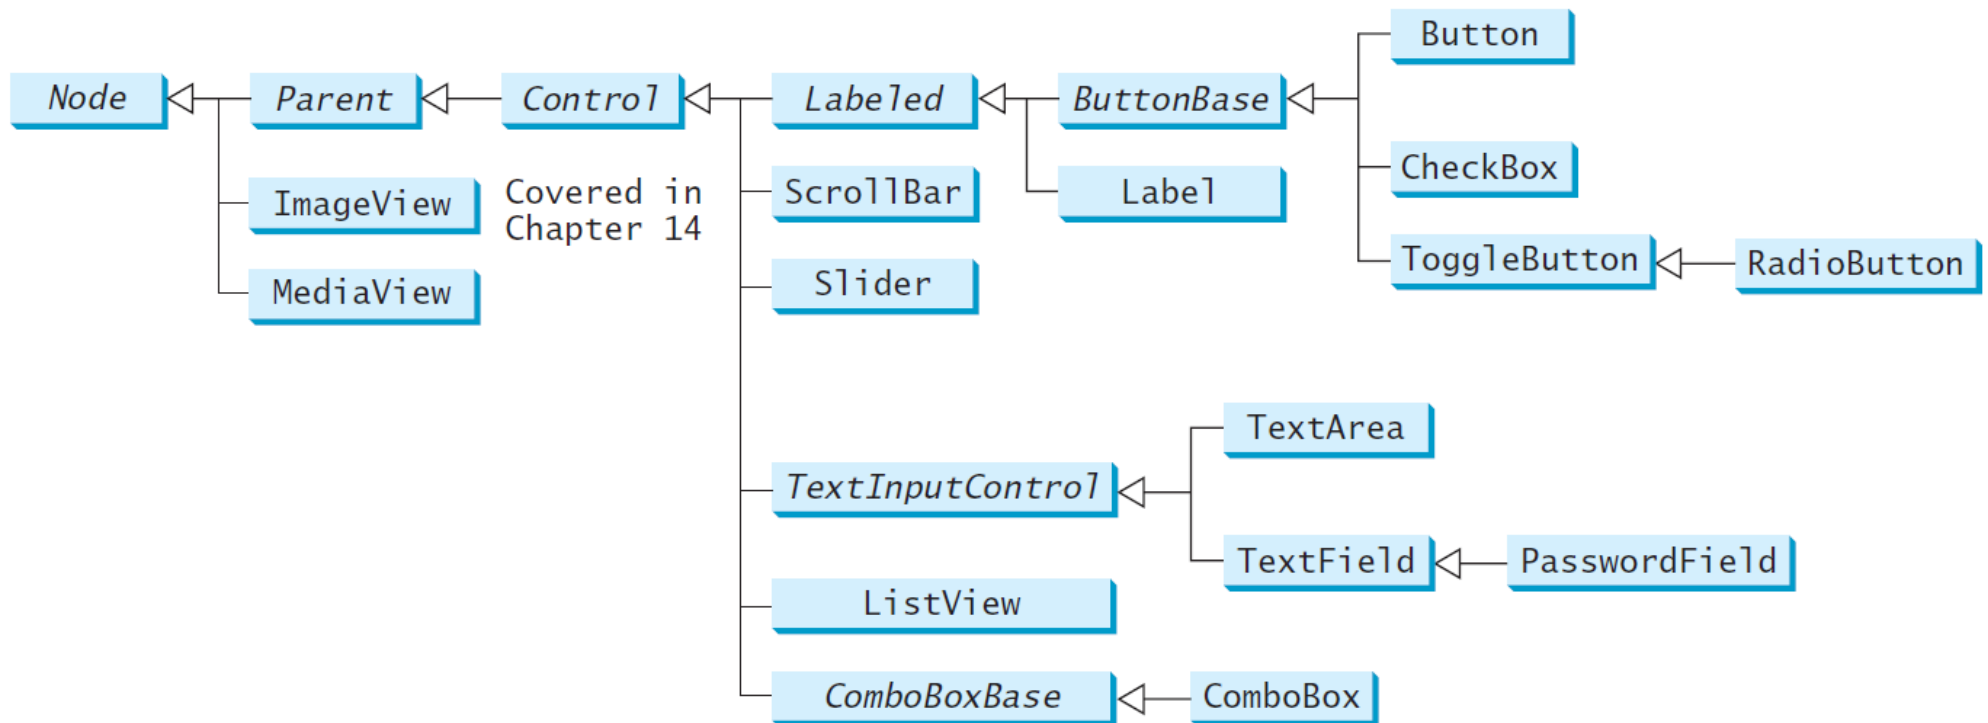 Button
Node
Parent
Control
Labeled
ButtonBase
ImageView
Covered in
Chapter 14
ScrollBar
Label
CheckBox
MediaView
Slider
ToggleButton
RadioButton
TextArea
TextInputControl
TextField
PasswordField
ListView
ComboBoxBase
ComboBox